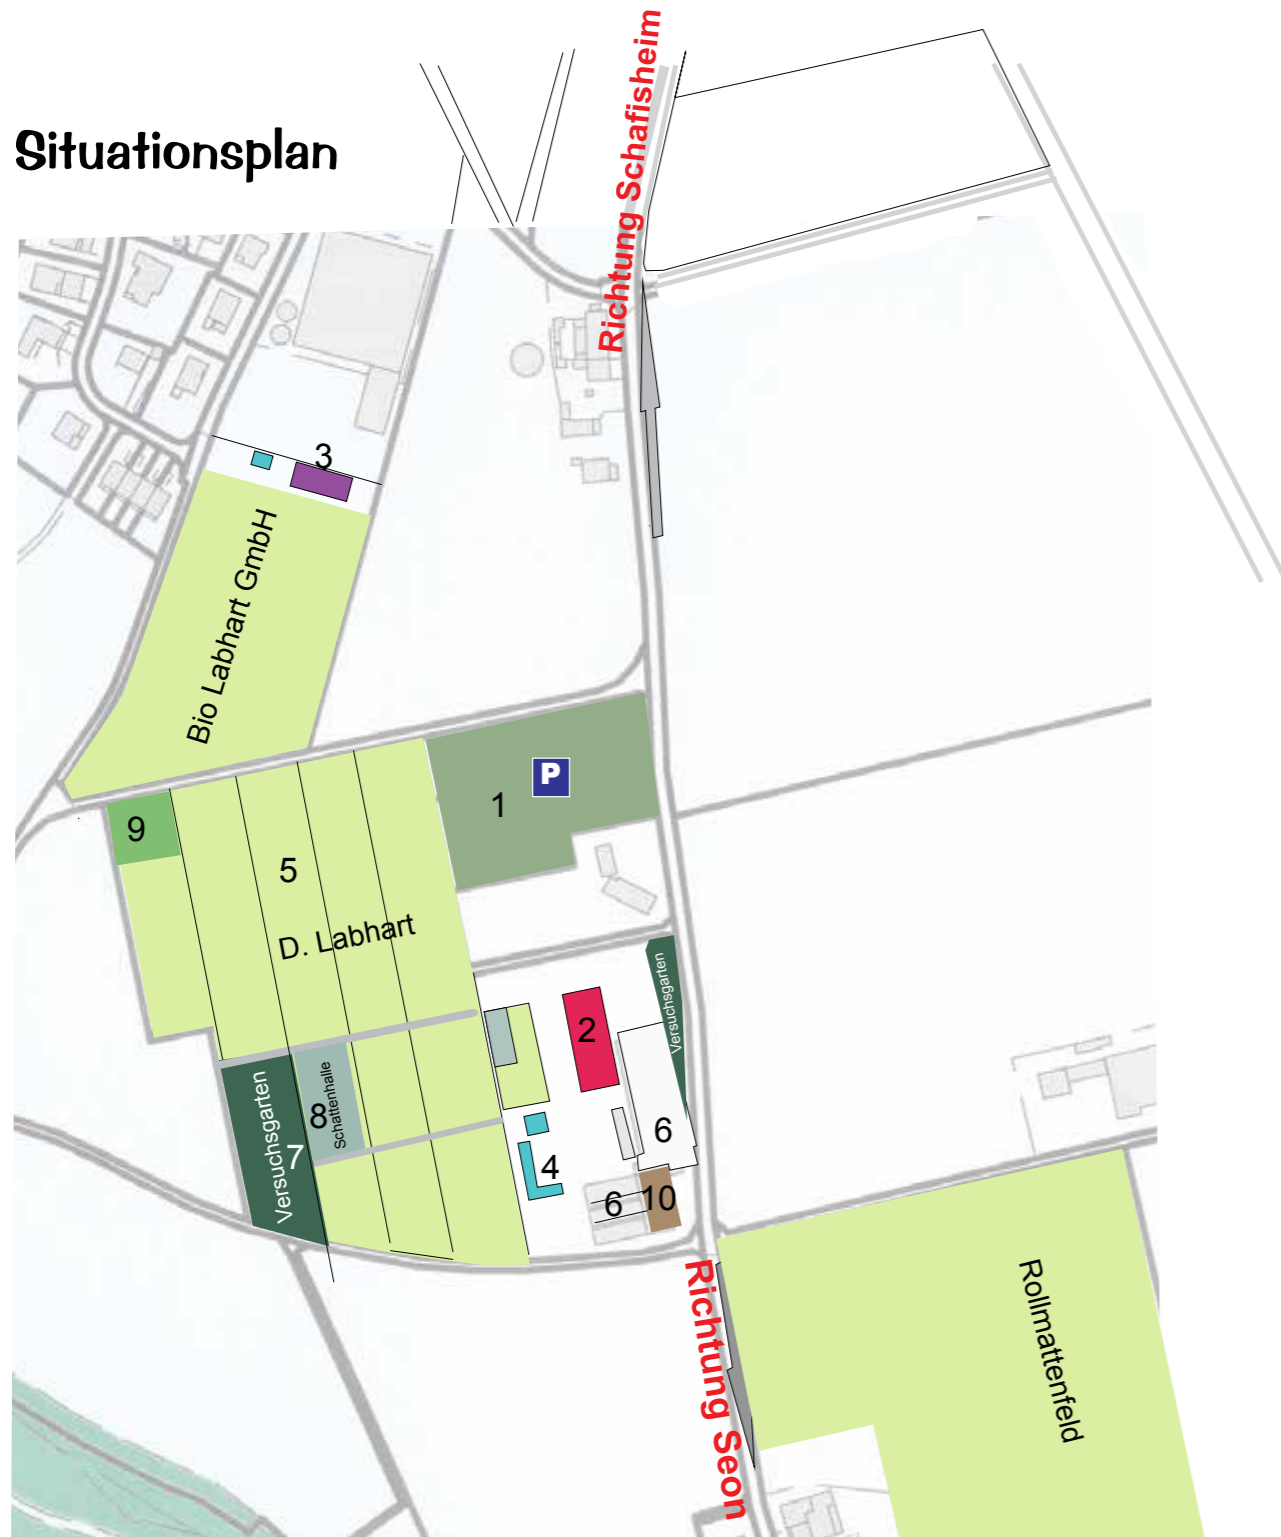 Situationsplan
Richtung Schafisheim
3
Bio Labhart GmbH
P
1
9
5
D. Labhart
Versuchsgarten
2
Versuchsgarten
7
8
Schattenhalle
6
4
6
10
Richtung Seon
Rollmattenfeld